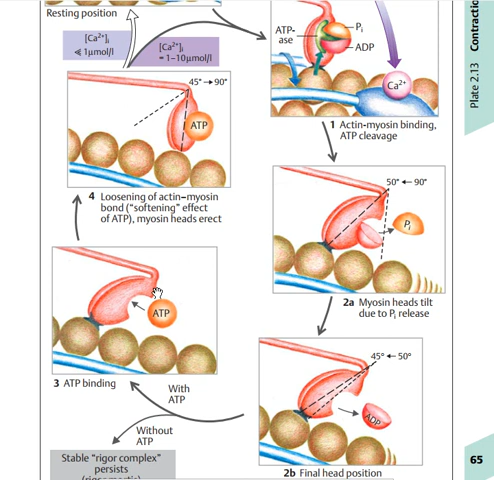 Resting position
[Ca²⁺]ᵢ
≪ 1μmol/l
[Ca²⁺]ᵢ
= 1–10μmol/l
ATP-
ase
Pᵢ
ADP
Ca²⁺
1 Actin-myosin binding,
ATP cleavage
45° → 90°
ATP
4 Loosening of actin–myosin
bond ("softening" effect
of ATP), myosin heads erect
50° ← 90°
Pᵢ
2a Myosin heads tilt
due to Pᵢ release
ATP
3 ATP binding
With
ATP
Without
ATP
Stable "rigor complex"
persists
45° ← 50°
ADP
2b Final head position
Plate 2.13 Contractio
65